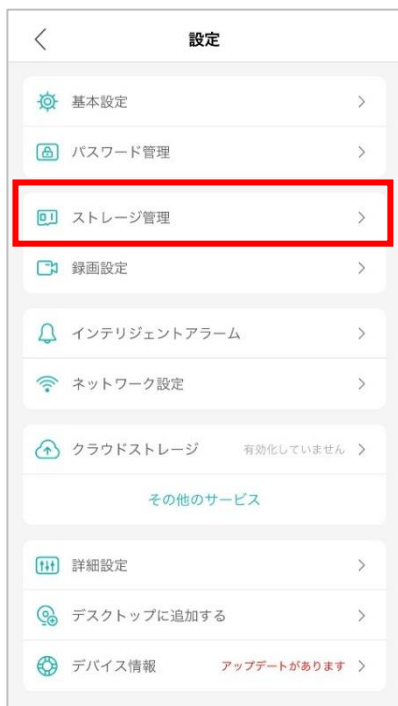 設定
基本設定
パスワード管理
ストレージ管理
録画設定
インテリジェントアラーム
ネットワーク設定
クラウドストレージ 有効化していません
その他のサービス
詳細設定
デスクトップに追加する
デバイス情報 アップデートがあります